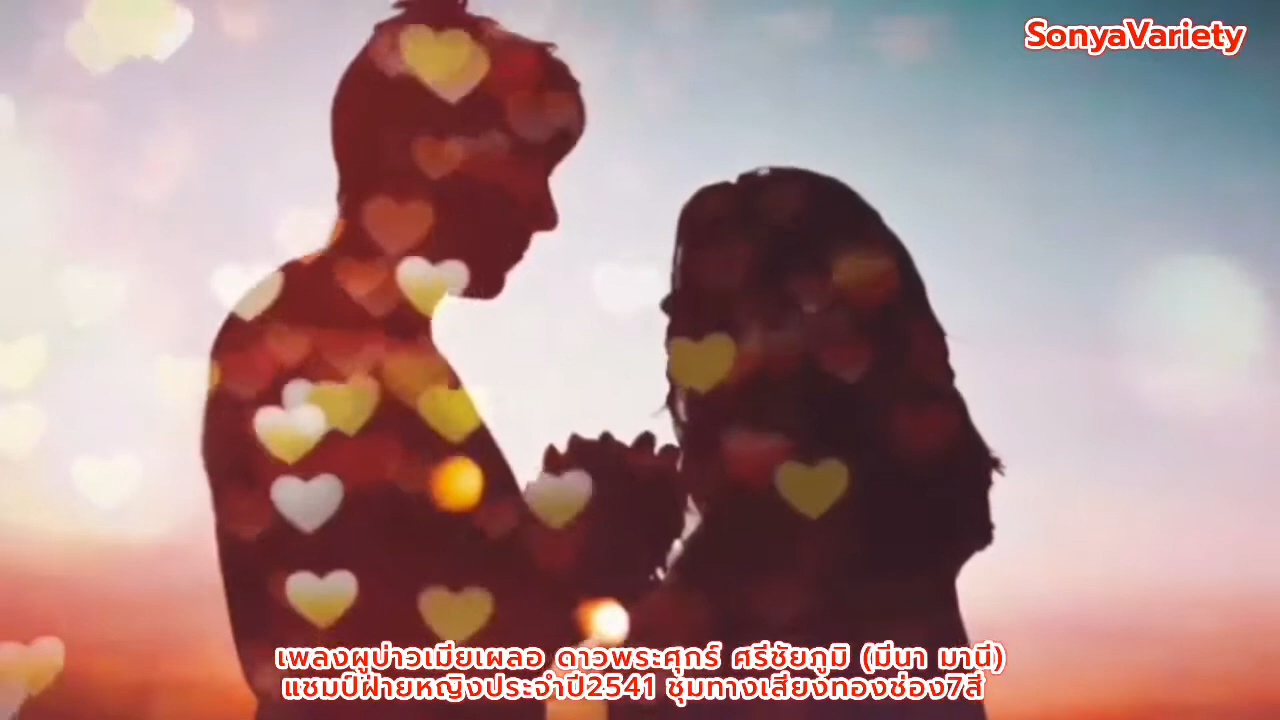 SonyaVariety
เพลงผู้บ่าวเมียเผลอ ดาวพระศุกร์ ศรีชัยภูมิ (มีนา มานี)
แชมป์ฝ่ายหญิงประจำปี2541 ชุมทางเสียงทองช่อง7สี